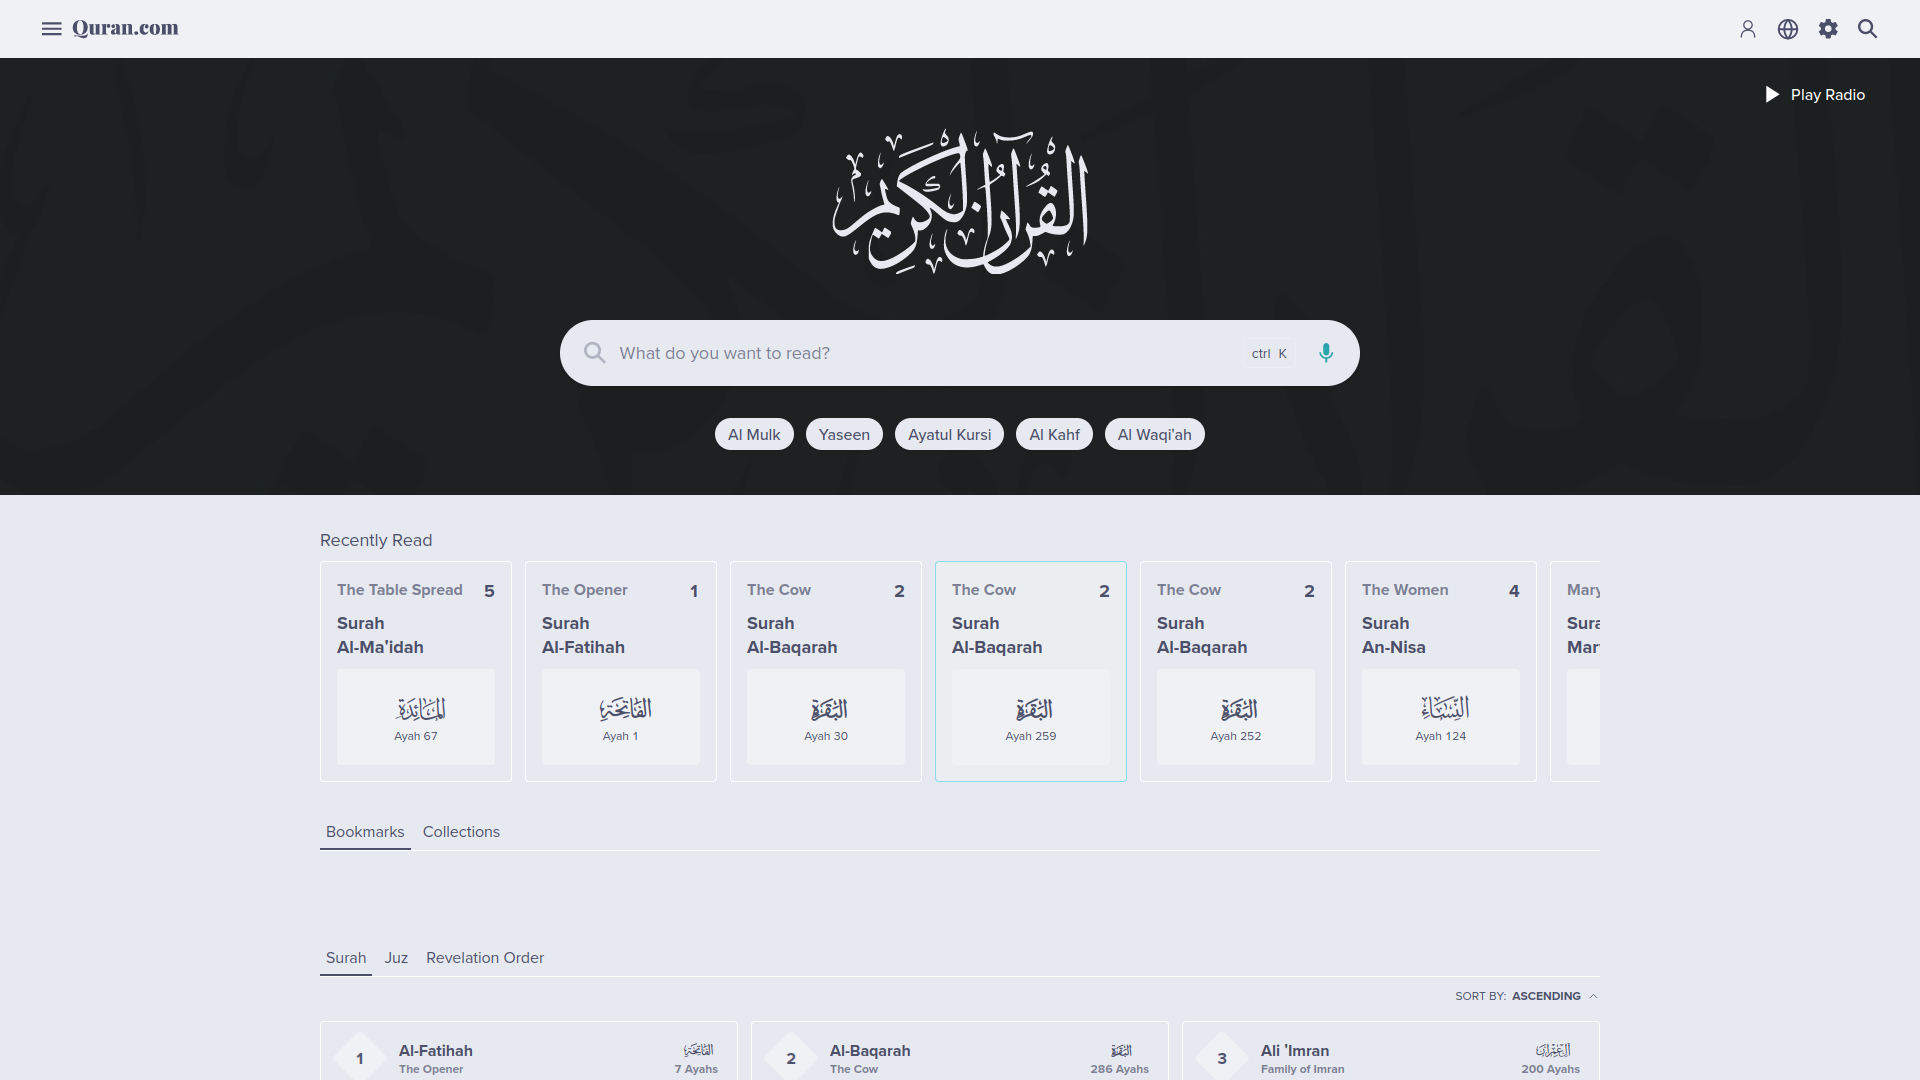 Quran.com
Play Radio
القرآن الكريم
What do you want to read?
ctrl K
Al Mulk
Yaseen
Ayatul Kursi
Al Kahf
Al Waqi'ah
Recently Read
The Table Spread 5
Surah
Al-Ma'idah
المائدة
Ayah 67
The Opener 1
Surah
Al-Fatihah
الفاتحة
Ayah 1
The Cow 2
Surah
Al-Baqarah
البقرة
Ayah 30
The Cow 2
Surah
Al-Baqarah
البقرة
Ayah 259
The Cow 2
Surah
Al-Baqarah
البقرة
Ayah 252
The Women 4
Surah
An-Nisa
النساء
Ayah 124
Mary
Bookmarks Collections
Surah Juz Revelation Order
SORT BY: ASCENDING
1 Al-Fatihah الفاتحة
The Opener 7 Ayahs
2 Al-Baqarah البقرة
The Cow 286 Ayahs
3 Ali 'Imran آل عمران
Family of Imran 200 Ayahs